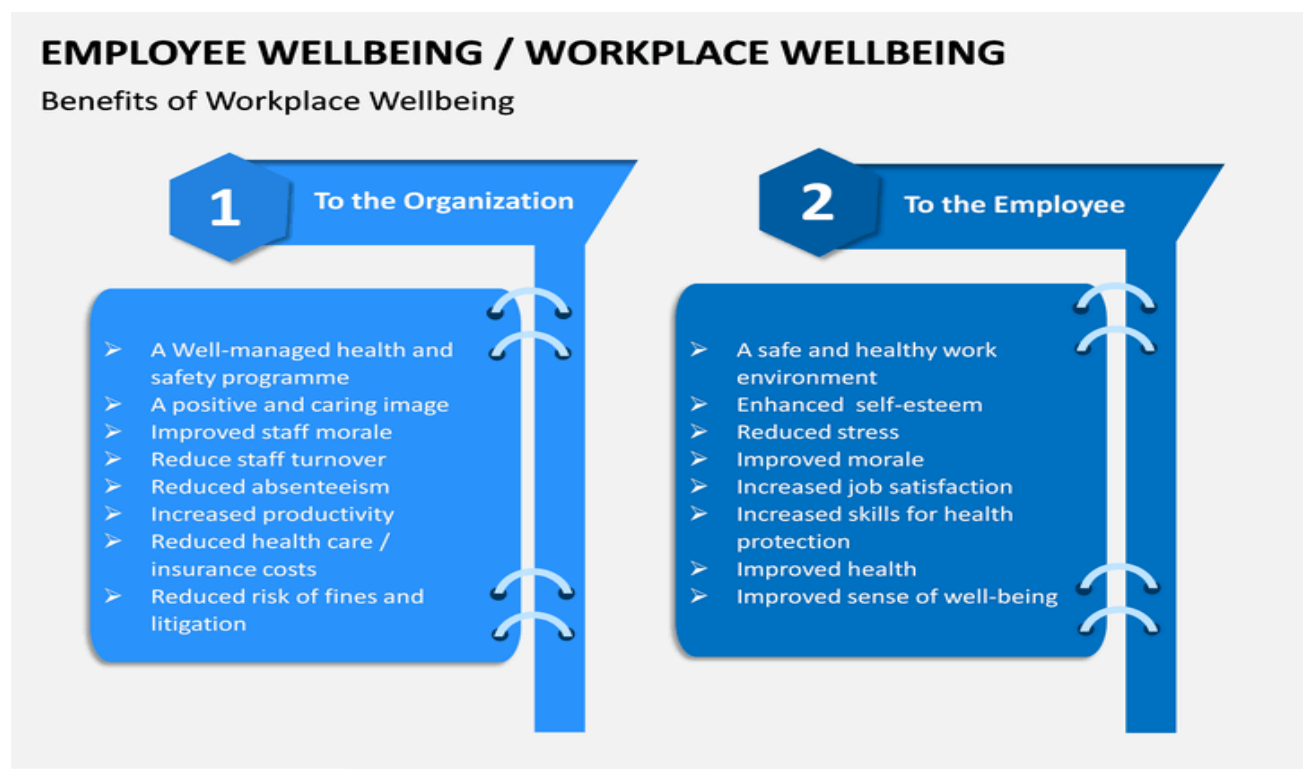 EMPLOYEE WELLBEING / WORKPLACE WELLBEING
Benefits of Workplace Wellbeing
1
To the Organization
➢ A Well-managed health and
safety programme
➢ A positive and caring image
➢ Improved staff morale
➢ Reduce staff turnover
➢ Reduced absenteeism
➢ Increased productivity
➢ Reduced health care /
insurance costs
➢ Reduced risk of fines and
litigation
2
To the Employee
➢ A safe and healthy work
environment
➢ Enhanced  self-esteem
➢ Reduced stress
➢ Improved morale
➢ Increased job satisfaction
➢ Increased skills for health
protection
➢ Improved health
➢ Improved sense of well-being